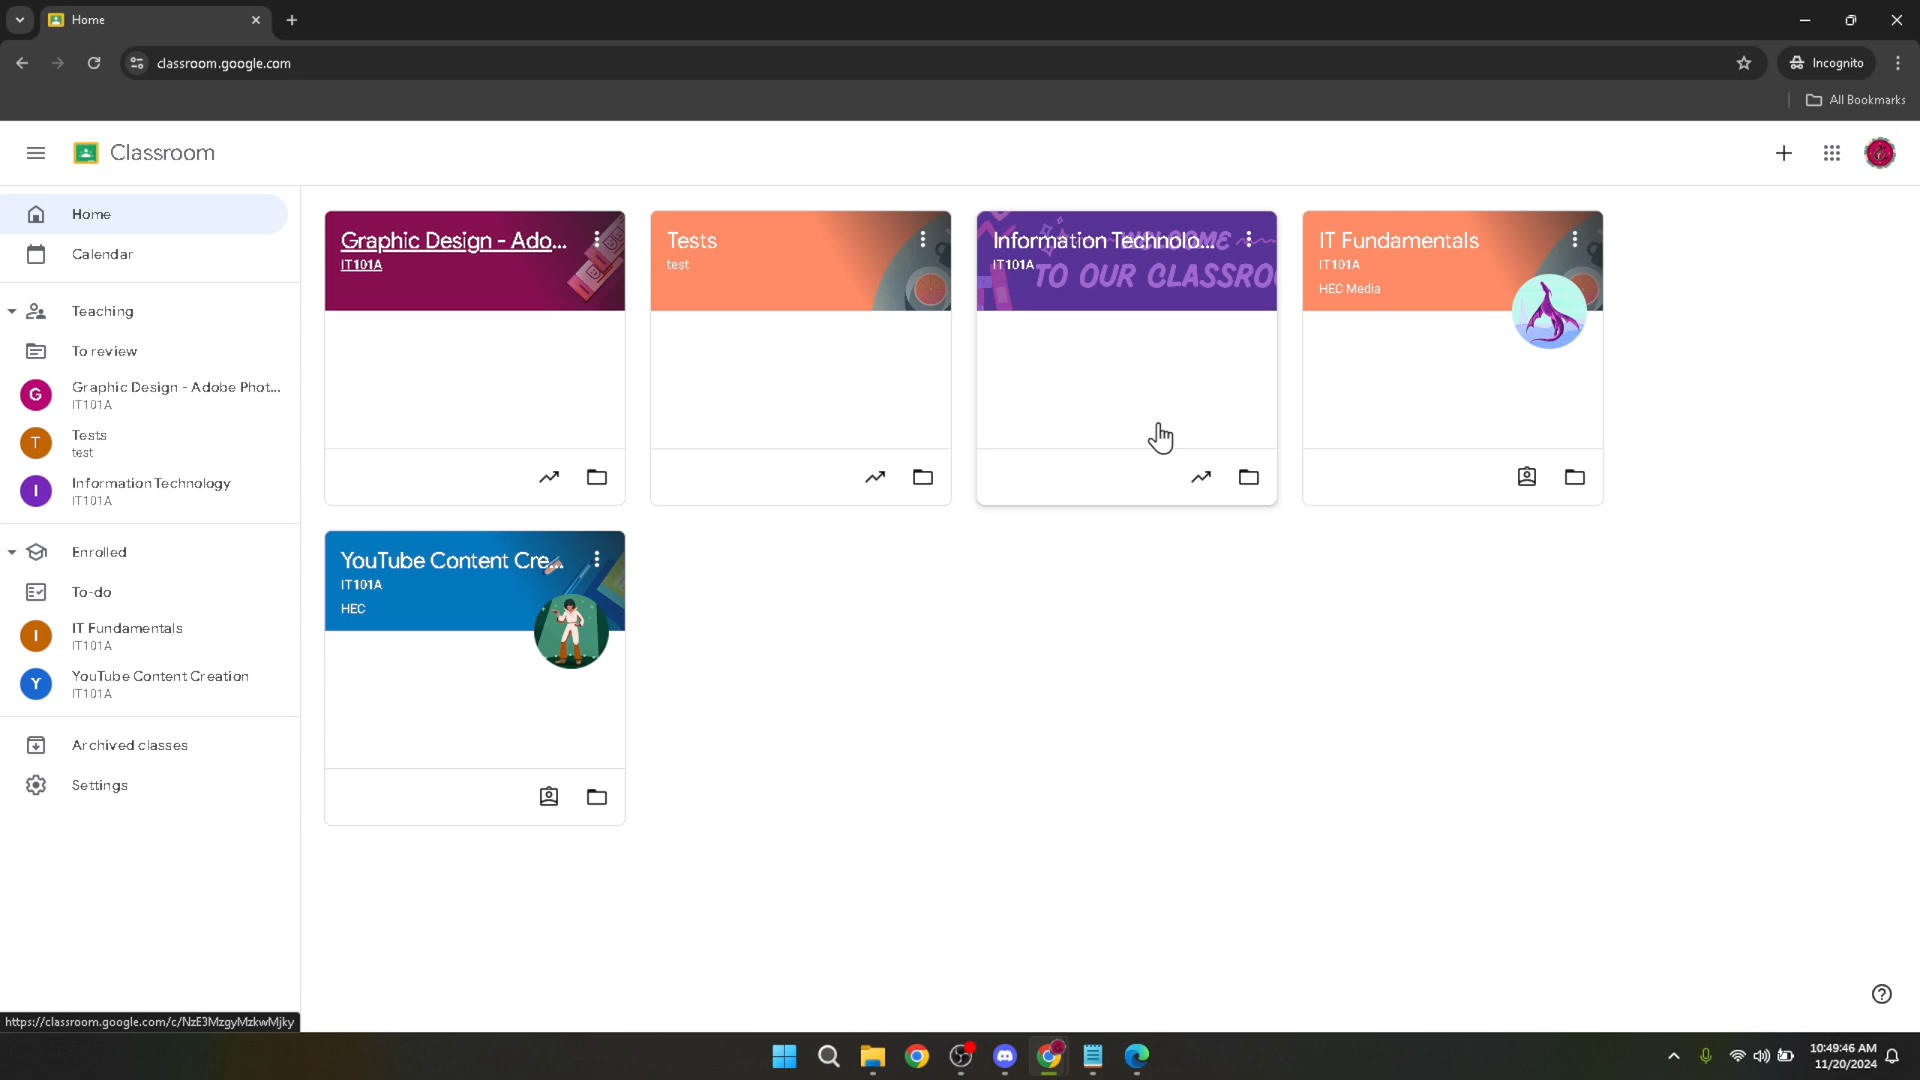 Home
classroom.google.com
Incognito
All Bookmarks
Classroom
Home
Calendar
Teaching
To review
G
Graphic Design - Adobe Phot...
IT101A
T
Tests
test
I
Information Technology
IT101A
Enrolled
To-do
I
IT Fundamentals
IT101A
Y
YouTube Content Creation
IT101A
Archived classes
Settings
Graphic Design - Ado...
IT101A
Tests
test
Information Technolo...
IT101A
WELCOME
TO OUR CLASSRO
IT Fundamentals
IT101A
HEC Media
YouTube Content Cre...
IT101A
HEC
https://classroom.google.com/c/NzE3MzgyMzkwMjky
10:49:46 AM
11/20/2024